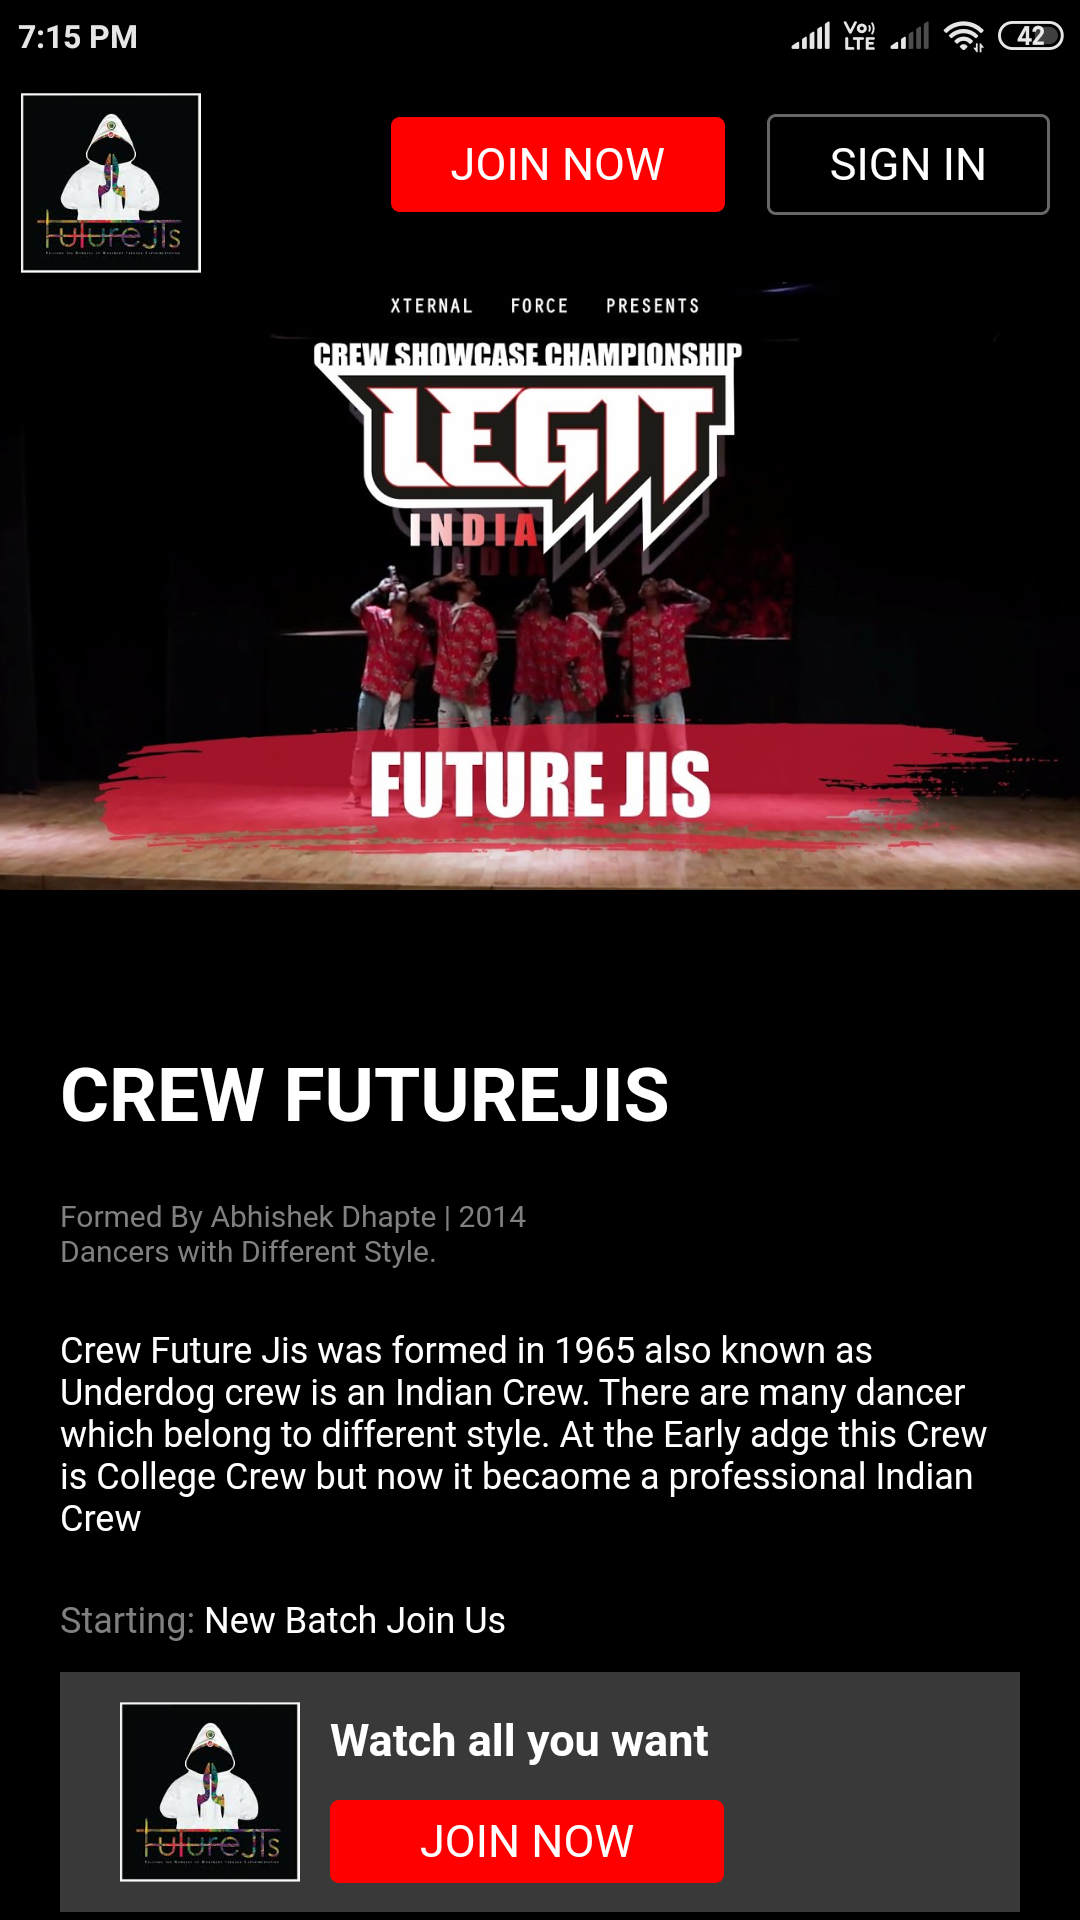 7:15 PM
Vo)) LTE
42
FutureJIs
JOIN NOW
SIGN IN
XTERNAL FORCE PRESENTS
CREW SHOWCASE CHAMPIONSHIP
LEGIT
INDIA
FUTURE JIS
CREW FUTUREJIS
Formed By Abhishek Dhapte | 2014
Dancers with Different Style.
Crew Future Jis was formed in 1965 also known as
Underdog crew is an Indian Crew. There are many dancer
which belong to different style. At the Early adge this Crew
is College Crew but now it becaome a professional Indian
Crew
Starting: New Batch Join Us
FutureJIs
Watch all you want
JOIN NOW